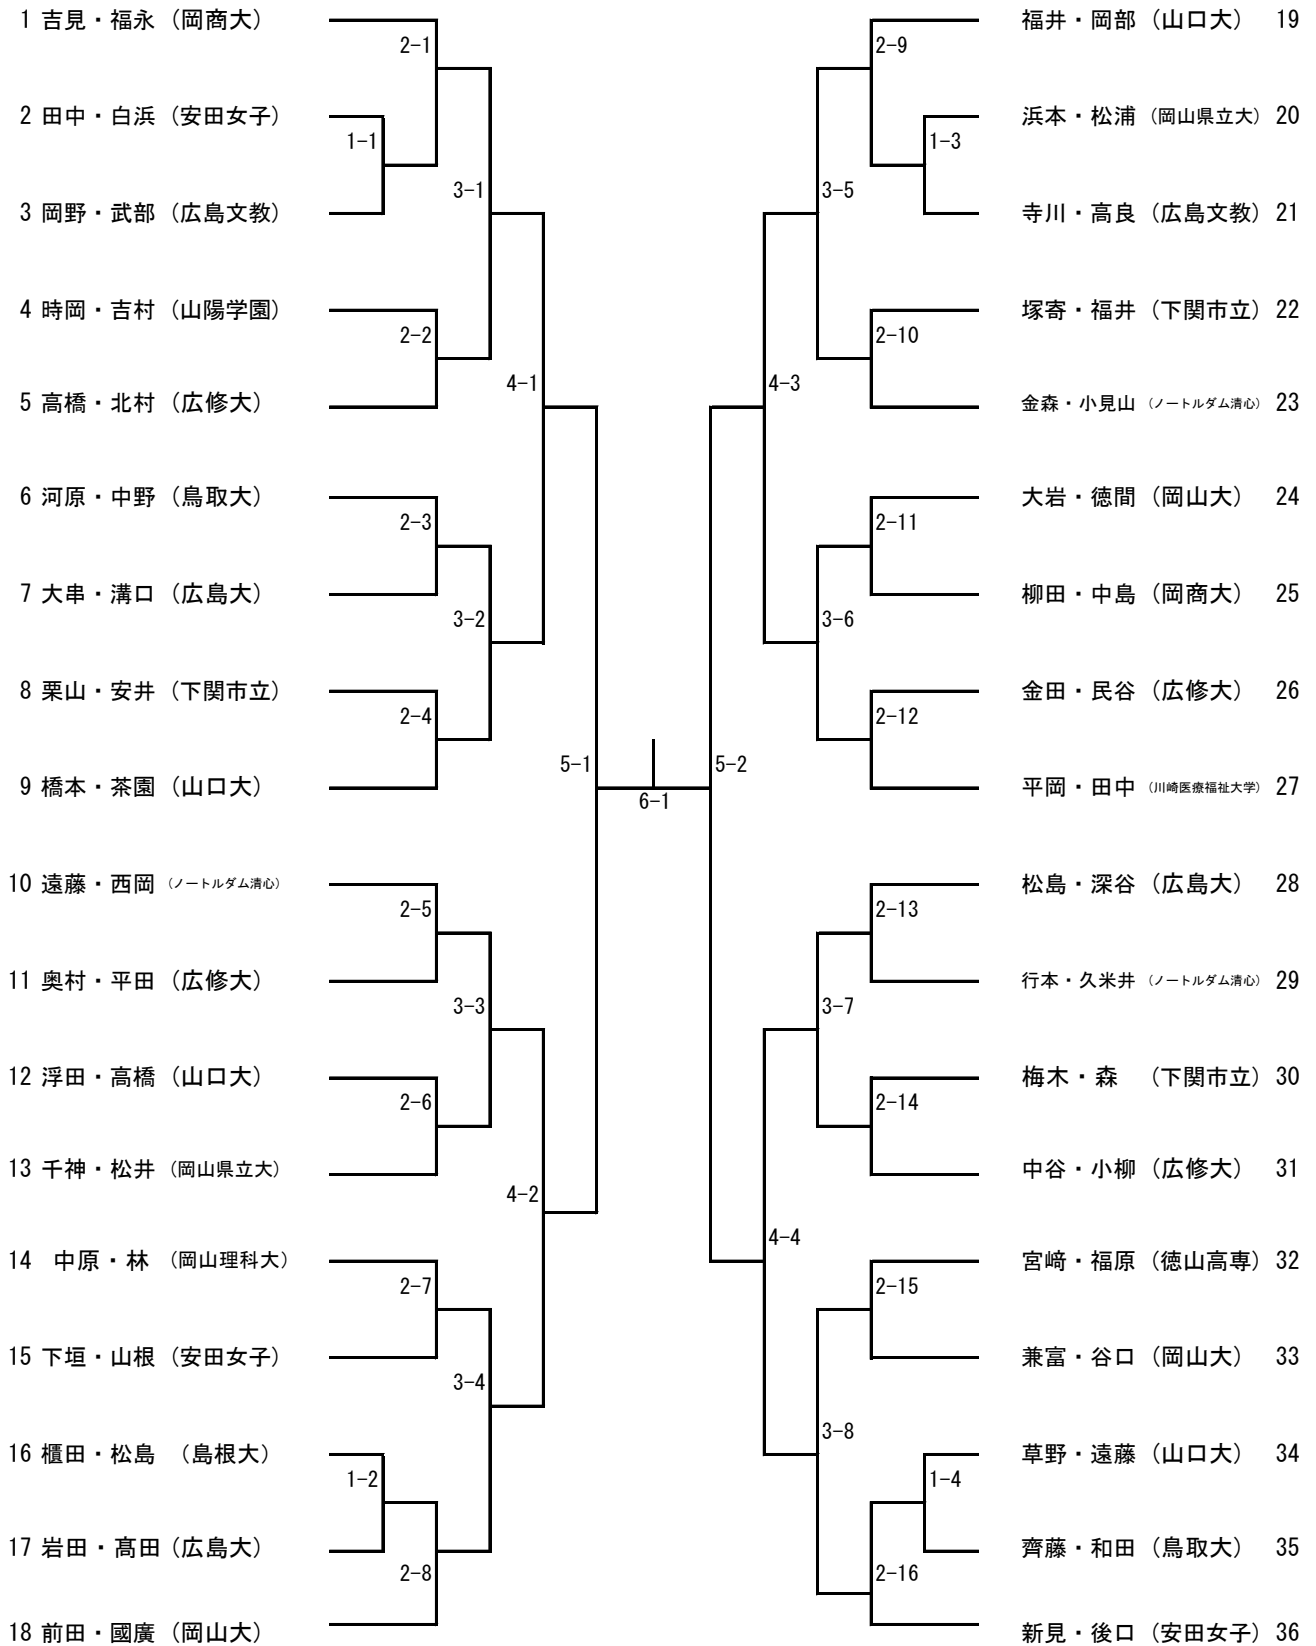 1 吉見・福永（岡商大）
2 田中・白浜（安田女子）
3 岡野・武部（広島文教）
4 時岡・吉村（山陽学園）
5 高橋・北村（広修大）
6 河原・中野（鳥取大）
7 大串・溝口（広島大）
8 栗山・安井（下関市立）
9 橋本・茶園（山口大）
10 遠藤・西岡（ノートルダム清心）
11 奥村・平田（広修大）
12 浮田・高橋（山口大）
13 千神・松井（岡山県立大）
14 中原・林（岡山理科大）
15 下垣・山根（安田女子）
16 櫃田・松島（島根大）
17 岩田・髙田（広島大）
18 前田・國廣（岡山大）
1-1
1-2
2-1
2-2
2-3
2-4
2-5
2-6
2-7
2-8
3-1
3-2
3-3
3-4
4-1
4-2
5-1
6-1
5-2
4-3
4-4
3-5
3-6
3-7
3-8
2-9
2-10
2-11
2-12
2-13
2-14
2-15
2-16
1-3
1-4
福井・岡部（山口大） 19
浜本・松浦（岡山県立大） 20
寺川・高良（広島文教） 21
塚寄・福井（下関市立） 22
金森・小見山（ノートルダム清心） 23
大岩・徳間（岡山大） 24
柳田・中島（岡商大） 25
金田・民谷（広修大） 26
平岡・田中（川崎医療福祉大学） 27
松島・深谷（広島大） 28
行本・久米井（ノートルダム清心） 29
梅木・森（下関市立） 30
中谷・小柳（広修大） 31
宮﨑・福原（徳山高専） 32
兼富・谷口（岡山大） 33
草野・遠藤（山口大） 34
齊藤・和田（鳥取大） 35
新見・後口（安田女子） 36